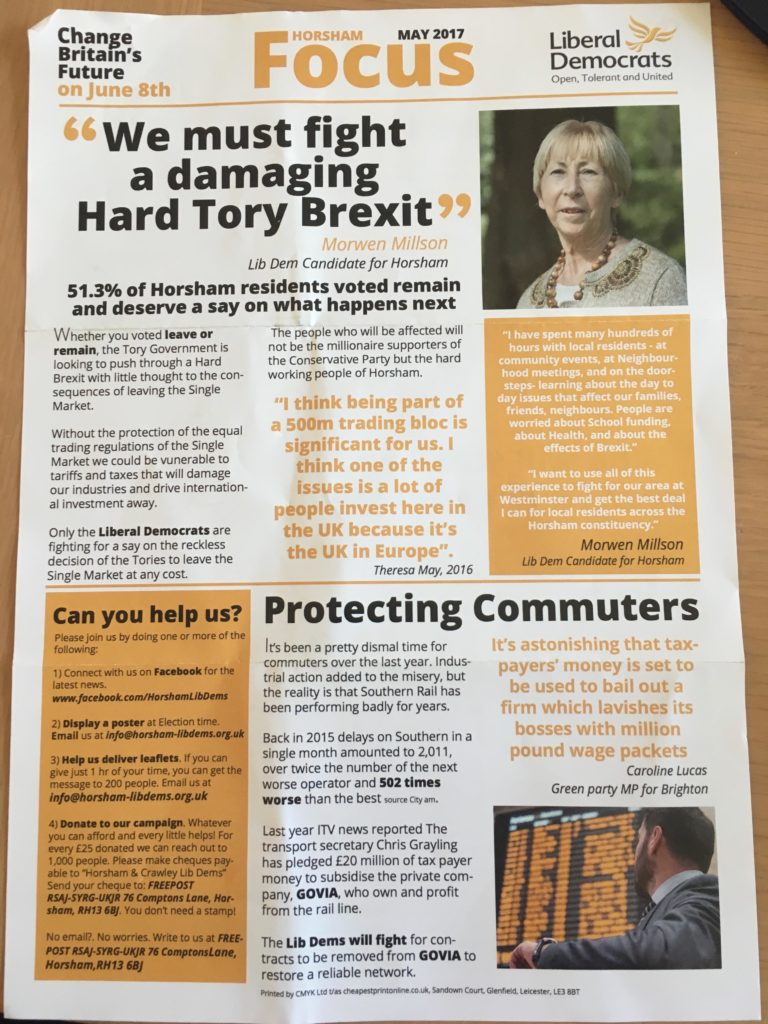 Change
Britain's
Future
on June 8th
HORSHAM
MAY 2017
Focus
Liberal
Democrats
Open, Tolerant and United
“We must fight
a damaging
Hard Tory Brexit”
Morwen Millson
Lib Dem Candidate for Horsham
51.3% of Horsham residents voted remain
and deserve a say on what happens next
Whether you voted leave or
remain, the Tory Government is
looking to push through a Hard
Brexit with little thought to the con-
sequences of leaving the Single
Market.
Without the protection of the equal
trading regulations of the Single
Market we could be vunerable to
tariffs and taxes that will damage
our industries and drive internation-
al investment away.
Only the Liberal Democrats are
fighting for a say on the reckless
decision of the Tories to leave the
Single Market at any cost.
The people who will be affected will
not be the millionaire supporters of
the Conservative Party but the hard
working people of Horsham.
“I think being part of
a 500m trading bloc is
significant for us. I
think one of the
issues is a lot of
people invest here in
the UK because it's
the UK in Europe”.
Theresa May, 2016
“I have spent many hundreds of
hours with local residents - at
community events, at Neighbour-
hood meetings, and on the door-
steps- learning about the day to
day issues that affect our families,
friends, neighbours. People are
worried about School funding,
about Health, and about the
effects of Brexit.”
“I want to use all of this
experience to fight for our area at
Westminster and get the best deal
I can for local residents across the
Horsham constituency.”
Morwen Millson
Lib Dem Candidate for Horsham
Can you help us?
Please join us by doing one or more of the
following:
1) Connect with us on Facebook for the
latest news.
www.facebook.com/HorshamLibDems
2) Display a poster at Election time.
Email us at info@horsham-libdems.org.uk
3) Help us deliver leaflets. If you can
give just 1 hr of your time, you can get the
message to 200 people. Email us at
info@horsham-libdems.org.uk
4) Donate to our campaign. Whatever
you can afford and every little helps! For
every £25 donated we can reach out to
1,000 people. Please make cheques pay-
able to “Horsham & Crawley Lib Dems”
Send your cheque to: FREEPOST
RSAJ-SYRG-UKJR 76 Comptons Lane, Hor-
sham, RH13 6BJ. You don't need a stamp!
No email?. No worries. Write to us at FREE-
POST RSAJ-SYRG-UKJR 76 ComptonsLane,
Horsham,RH13 6BJ
Protecting Commuters
It's been a pretty dismal time for
commuters over the last year. Indus-
trial action added to the misery, but
the reality is that Southern Rail has
been performing badly for years.
Back in 2015 delays on Southern in a
single month amounted to 2,011,
over twice the number of the next
worse operator and 502 times
worse than the best source City am.
Last year ITV news reported The
transport secretary Chris Grayling
has pledged £20 million of tax payer
money to subsidise the private com-
pany, GOVIA, who own and profit
from the rail line.
The Lib Dems will fight for con-
tracts to be removed from GOVIA to
restore a reliable network.
It's astonishing that tax-
payers' money is set to
be used to bail out a
firm which lavishes its
bosses with million
pound wage packets
Caroline Lucas
Green party MP for Brighton
Printed by CMYK Ltd t/as cheapestprintonline.co.uk, Sandown Court, Glenfield, Leicester, LE3 8BT